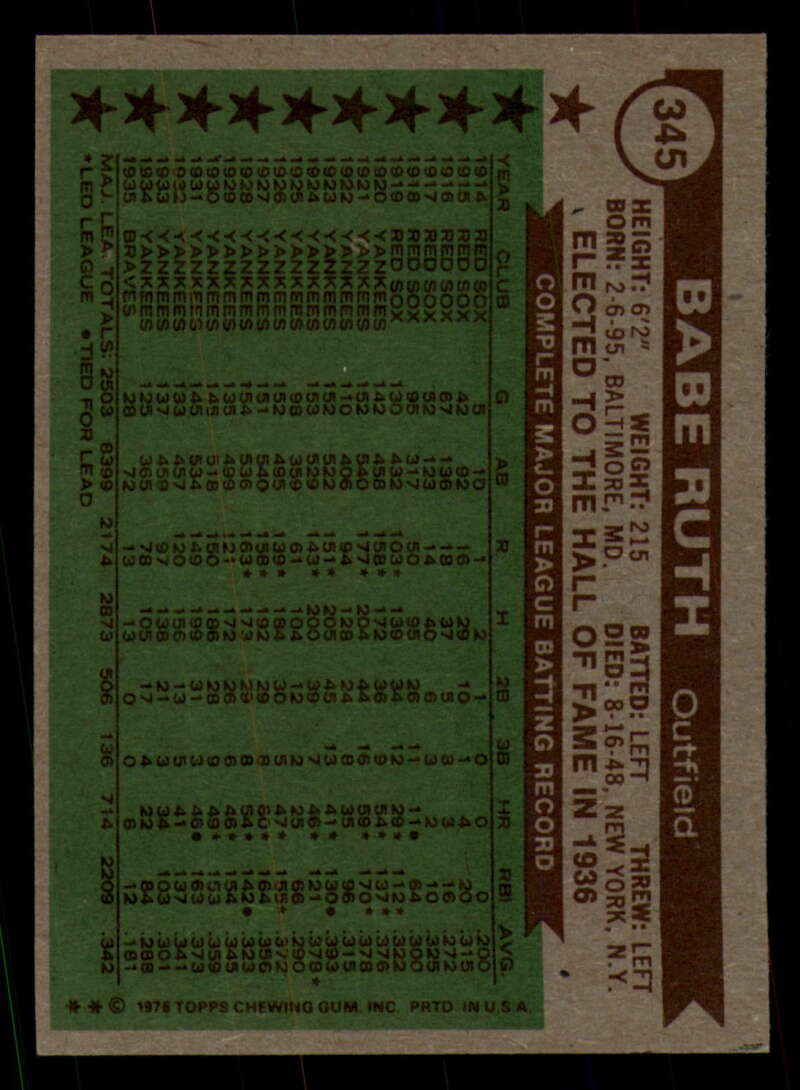 345
BABE RUTH Outfield
HEIGHT: 6'2" WEIGHT: 215 BATTED: LEFT THREW: LEFT
BORN: 2-6-95, BALTIMORE, MD. DIED: 8-16-48, NEW YORK, N.Y.
ELECTED TO THE HALL OF FAME IN 1936
COMPLETE MAJOR LEAGUE BATTING RECORD
YEAR CLUB G AB R H 2B 3B HR RBI AVG
1914 RED SOX 5 10 1 2 1 0 0 0 .200
1915 RED SOX 42 92 16 29 10 1 4 20 .315
1916 RED SOX 67 136 18 37 5 3 3 16 .272
1917 RED SOX 52 123 14 40 6 3 2 10 .325
1918 RED SOX 95 317 50 95 26 11 11• 64 .300
1919 RED SOX 130 432 103* 139 34 12 29* 112* .322
1920 YANKEES 142 458 158* 172 36 9 54* 137* .376
1921 YANKEES 152 540 177* 204 44 16 59* 170* .378
1922 YANKEES 110 406 94 128 24 8 35 96 .315
1923 YANKEES 152 522 151* 205 45 13 41* 130• .393
1924 YANKEES 153 529 143* 200 39 7 46* 121 .378*
1925 YANKEES 98 359 61 104 12 2 25 66 .290
1926 YANKEES 152 495 139* 184 30 5 47* 155* .372
1927 YANKEES 151 540 158* 192 29 8 60* 164 .356
1928 YANKEES 154 536 163* 173 29 8 54* 142• .323
1929 YANKEES 135 499 121 172 26 6 46* 154 .345
1930 YANKEES 145 518 150 186 28 9 49* 153 .359
1931 YANKEES 145 534 149 199 31 3 46• 163 .373
1932 YANKEES 133 457 120 156 13 5 41 137 .341
1933 YANKEES 137 459 97 138 21 3 34 103 .301
1934 YANKEES 125 365 78 105 17 4 22 84 .288
1935 BRAVES 28 72 13 13 0 0 6 12 .181
MAJ. LEA. TOTALS: 2503 8399 2174 2873 506 136 714 2209 .342
*LED LEAGUE •TIED FOR LEAD
* * © 1976 TOPPS CHEWING GUM, INC. PRTD. IN U.S.A.